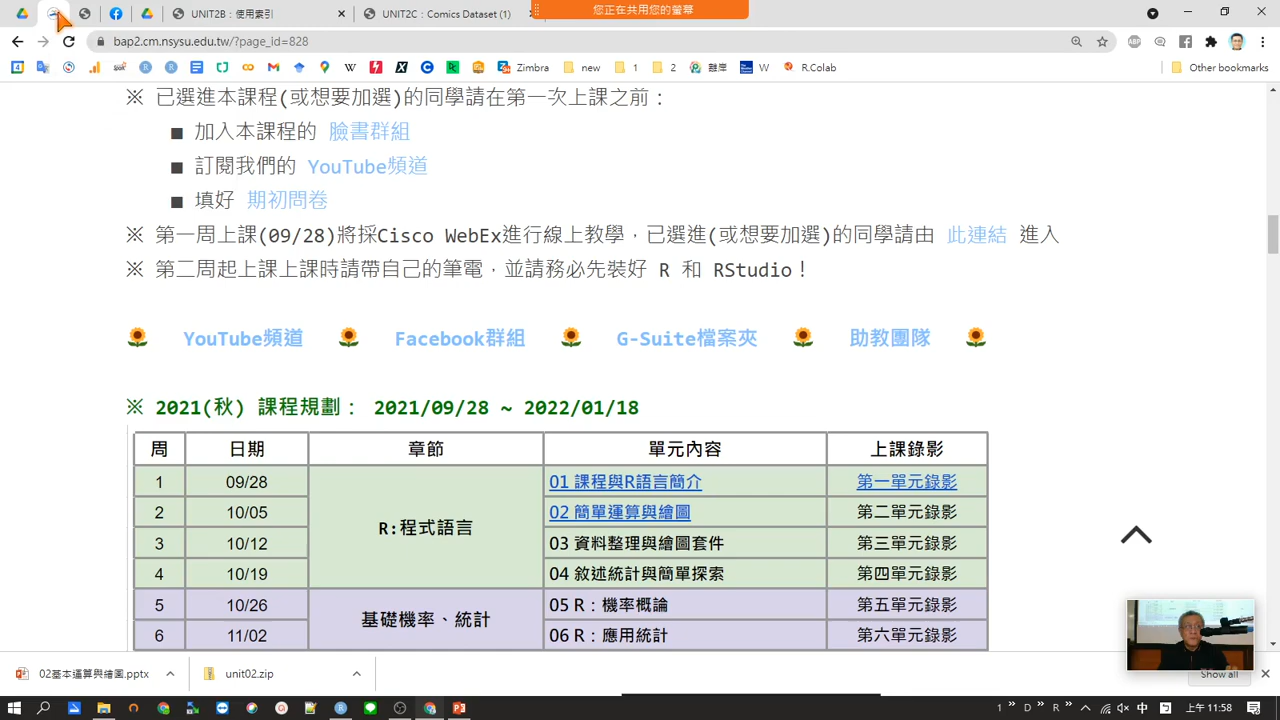 UNIT2B：使用索引
UNIT2C：Comics Dataset (1)
您正在共用您的螢幕
bap2.cm.nsysu.edu.tw/?page_id=828
Zimbra
new
1
2
離岸
W
R.Colab
Other bookmarks
※ 已選進本課程(或想要加選)的同學請在第一次上課之前：
■ 加入本課程的 臉書群組
■ 訂閱我們的 YouTube頻道
■ 填好 期初問卷
※ 第一周上課(09/28)將採Cisco WebEx進行線上教學，已選進(或想要加選)的同學請由 此連結 進入
※ 第二周起上課上課時請帶自己的筆電，並請務必先裝好 R 和 RStudio！
YouTube頻道 Facebook群組 G-Suite檔案夾 助教團隊
※ 2021(秋) 課程規劃： 2021/09/28 ~ 2022/01/18
周 日期 章節 單元內容 上課錄影
1 09/28 01 課程與R語言簡介 第一單元錄影
2 10/05 02 簡單運算與繪圖 第二單元錄影
R:程式語言
3 10/12 03 資料整理與繪圖套件 第三單元錄影
4 10/19 04 敘述統計與簡單探索 第四單元錄影
5 10/26 05 R：機率概論 第五單元錄影
基礎機率、統計
6 11/02 06 R：應用統計 第六單元錄影
02基本運算與繪圖.pptx
unit02.zip
Show all
上午 11:58